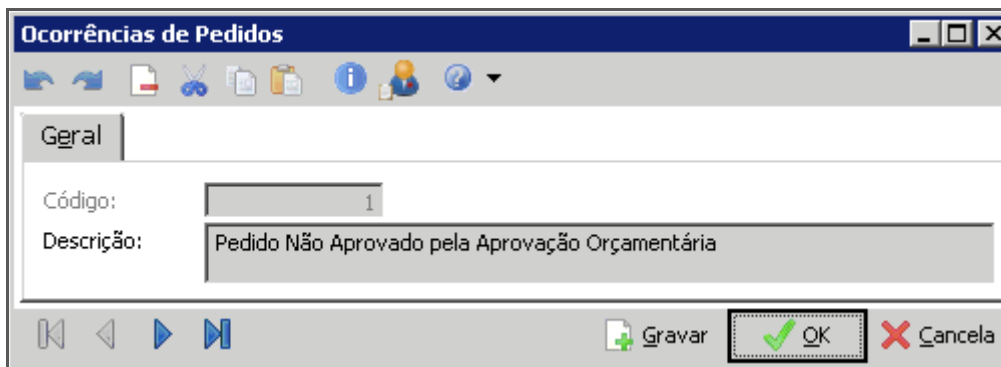 Ocorrências de Pedidos
Geral
Código: 1
Descrição: Pedido Não Aprovado pela Aprovação Orçamentária
Gravar OK Cancela